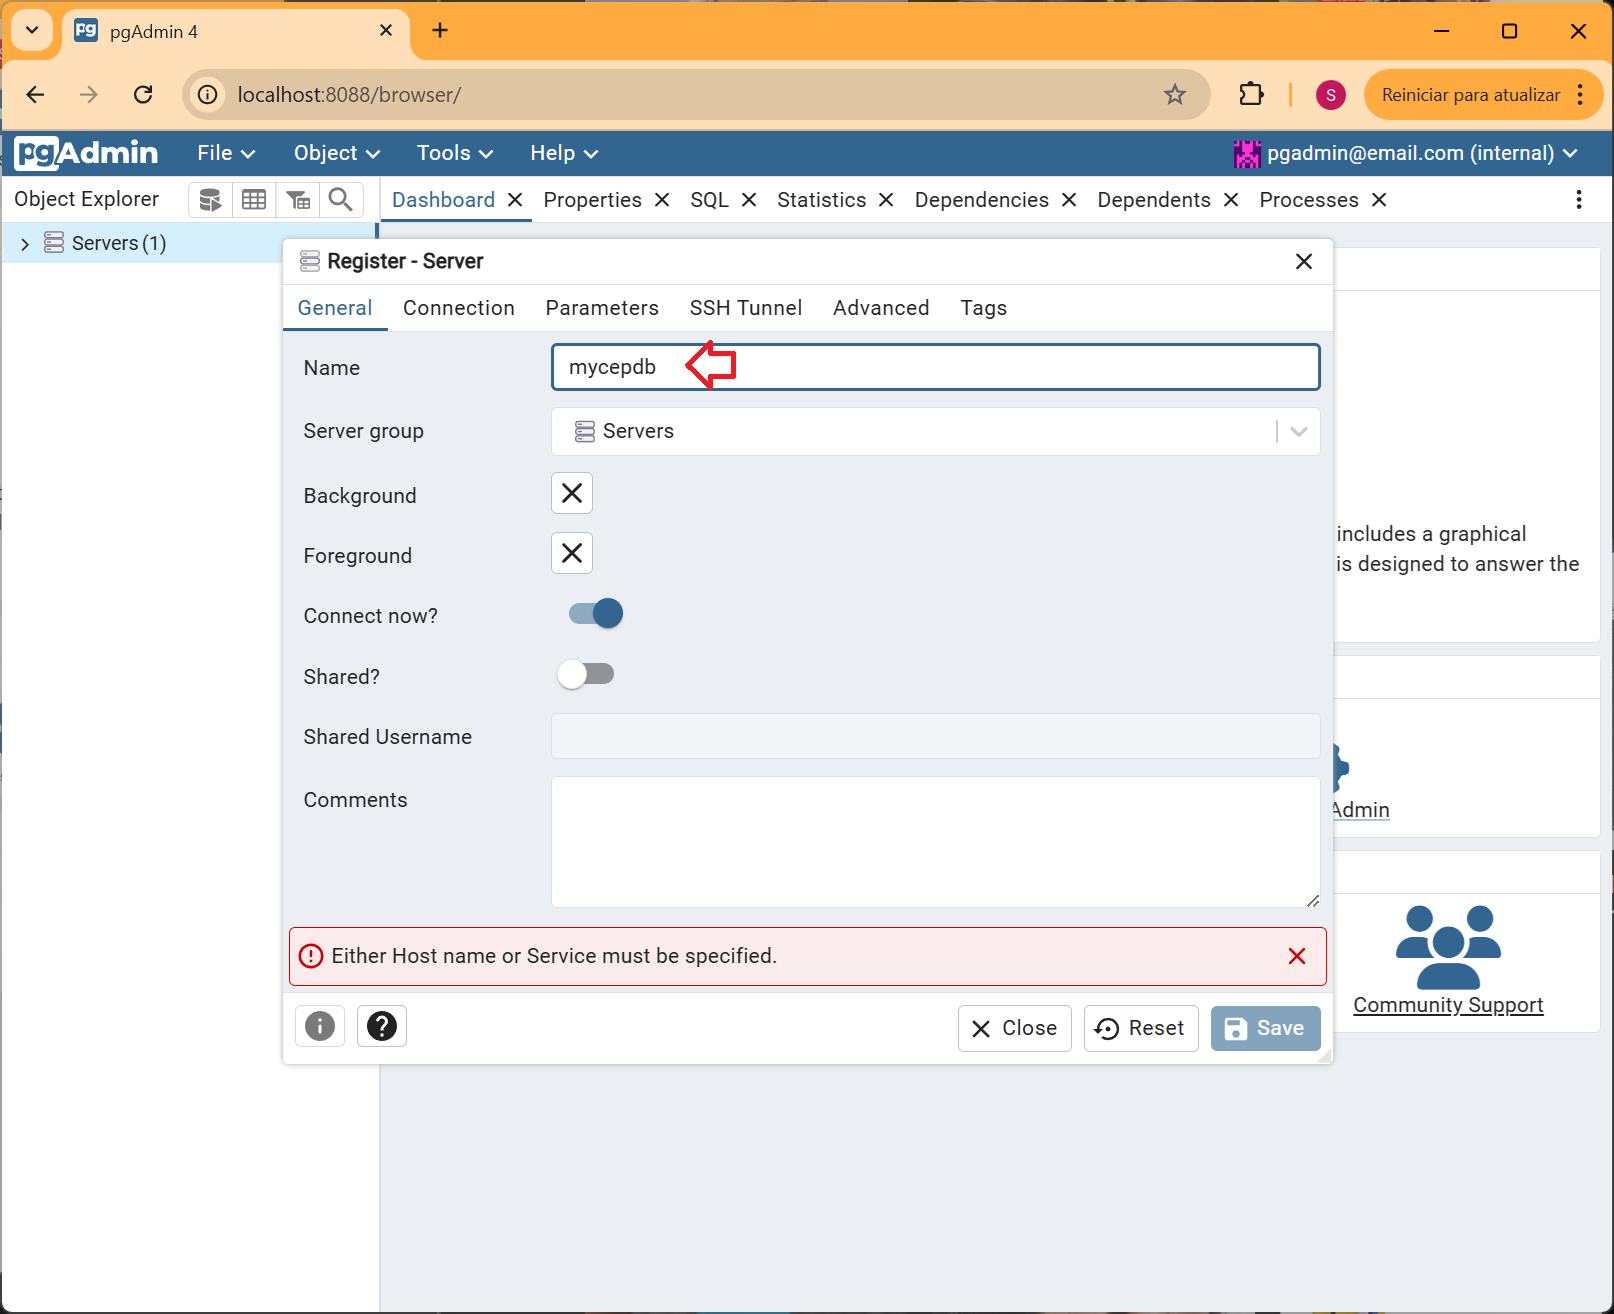 pgAdmin 4
localhost:8088/browser/
S
Reiniciar para atualizar
pgAdmin
File
Object
Tools
Help
pgadmin@email.com (internal)
Object Explorer
Dashboard
Properties
SQL
Statistics
Dependencies
Dependents
Processes
Servers (1)
Register - Server
General
Connection
Parameters
SSH Tunnel
Advanced
Tags
Name
mycepdb
Server group
Servers
Background
Foreground
Connect now?
Shared?
Shared Username
Comments
includes a graphical
is designed to answer the
Admin
Either Host name or Service must be specified.
Community Support
Close
Reset
Save